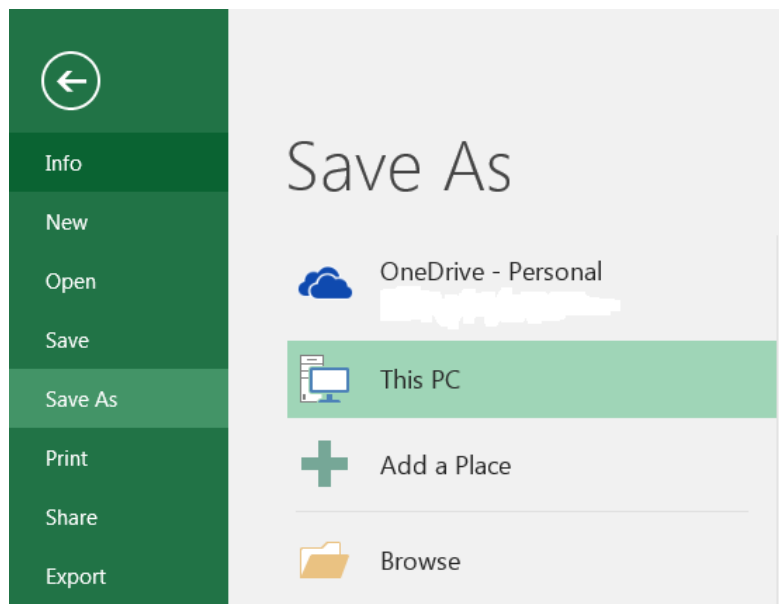 Info
New
Open
Save
Save As
Print
Share
Export
Save As
OneDrive - Personal
This PC
Add a Place
Browse